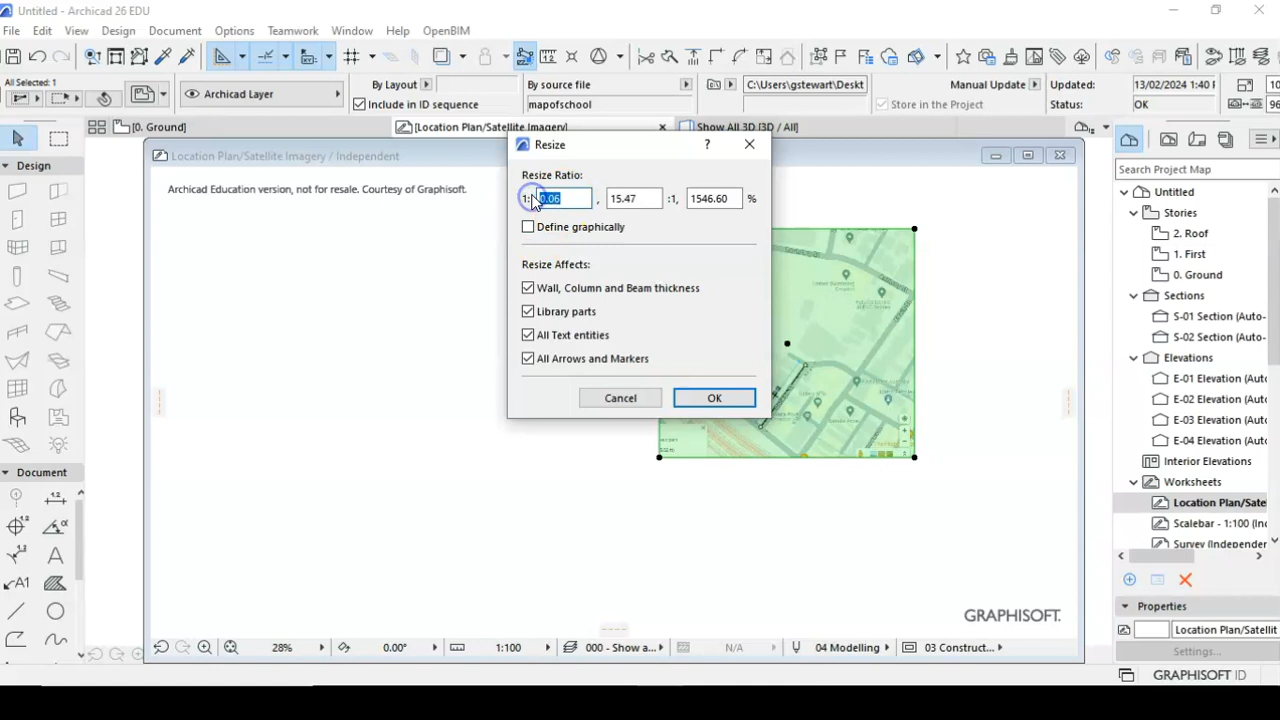 Untitled - Archicad 26 EDU
File Edit View Design Document Options Teamwork Window Help OpenBIM
All Selected: 1
Archicad Layer
By Layout
Include in ID sequence
By source file
mapofschool
C:\Users\gstewart\Deskt
Manual Update
Store in the Project
Updated: 13/02/2024 1:40
Status: OK
10
96
[0. Ground]
[Location Plan/Satellite Imagery]
Show All 3D [3D / All]
Design
Document
Location Plan/Satellite Imagery / Independent
Archicad Education version, not for resale. Courtesy of Graphisoft.
Resize
?
Resize Ratio:
1: 0.06 , 15.47 :1, 1546.60 %
Define graphically
Resize Affects:
Wall, Column and Beam thickness
Library parts
All Text entities
All Arrows and Markers
Cancel OK
GRAPHISOFT.
28% 0.00° 1:100 000 - Show a... N/A 04 Modelling 03 Construct...
Search Project Map
Untitled
Stories
2. Roof
1. First
0. Ground
Sections
S-01 Section (Auto-
S-02 Section (Auto-
Elevations
E-01 Elevation (Aut
E-02 Elevation (Aut
E-03 Elevation (Aut
E-04 Elevation (Aut
Interior Elevations
Worksheets
Location Plan/Sate
Scalebar - 1:100 (In
Survey (Independer
Properties
Location Plan/Satellit
Settings...
GRAPHISOFT ID